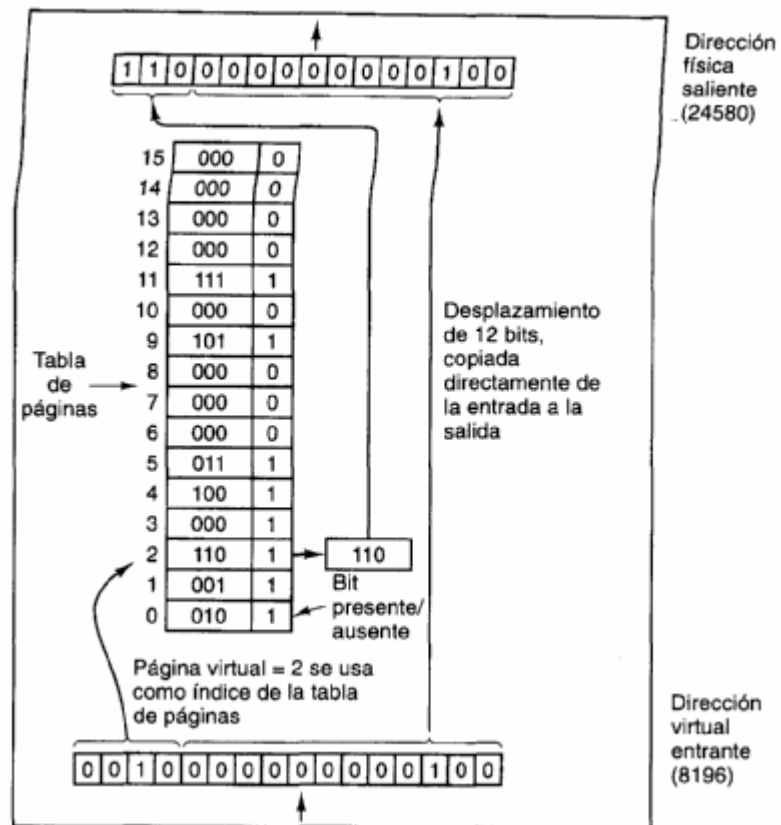 1 1 0 0 0 0 0 0 0 0 0 0 1 0 0
Dirección
física
saliente
(24580)
15 000 0
14 000 0
13 000 0
12 000 0
11 111 1
10 000 0
9 101 1
8 000 0
7 000 0
6 000 0
5 011 1
4 100 1
3 000 1
2 110 1 110
1 001 1
0 010 1
Tabla
de
páginas
Bit
presente/
ausente
Desplazamiento
de 12 bits,
copiada
directamente de
la entrada a la
salida
Página virtual = 2 se usa
como índice de la tabla
de páginas
0 0 1 0 0 0 0 0 0 0 0 0 0 1 0 0
Dirección
virtual
entrante
(8196)